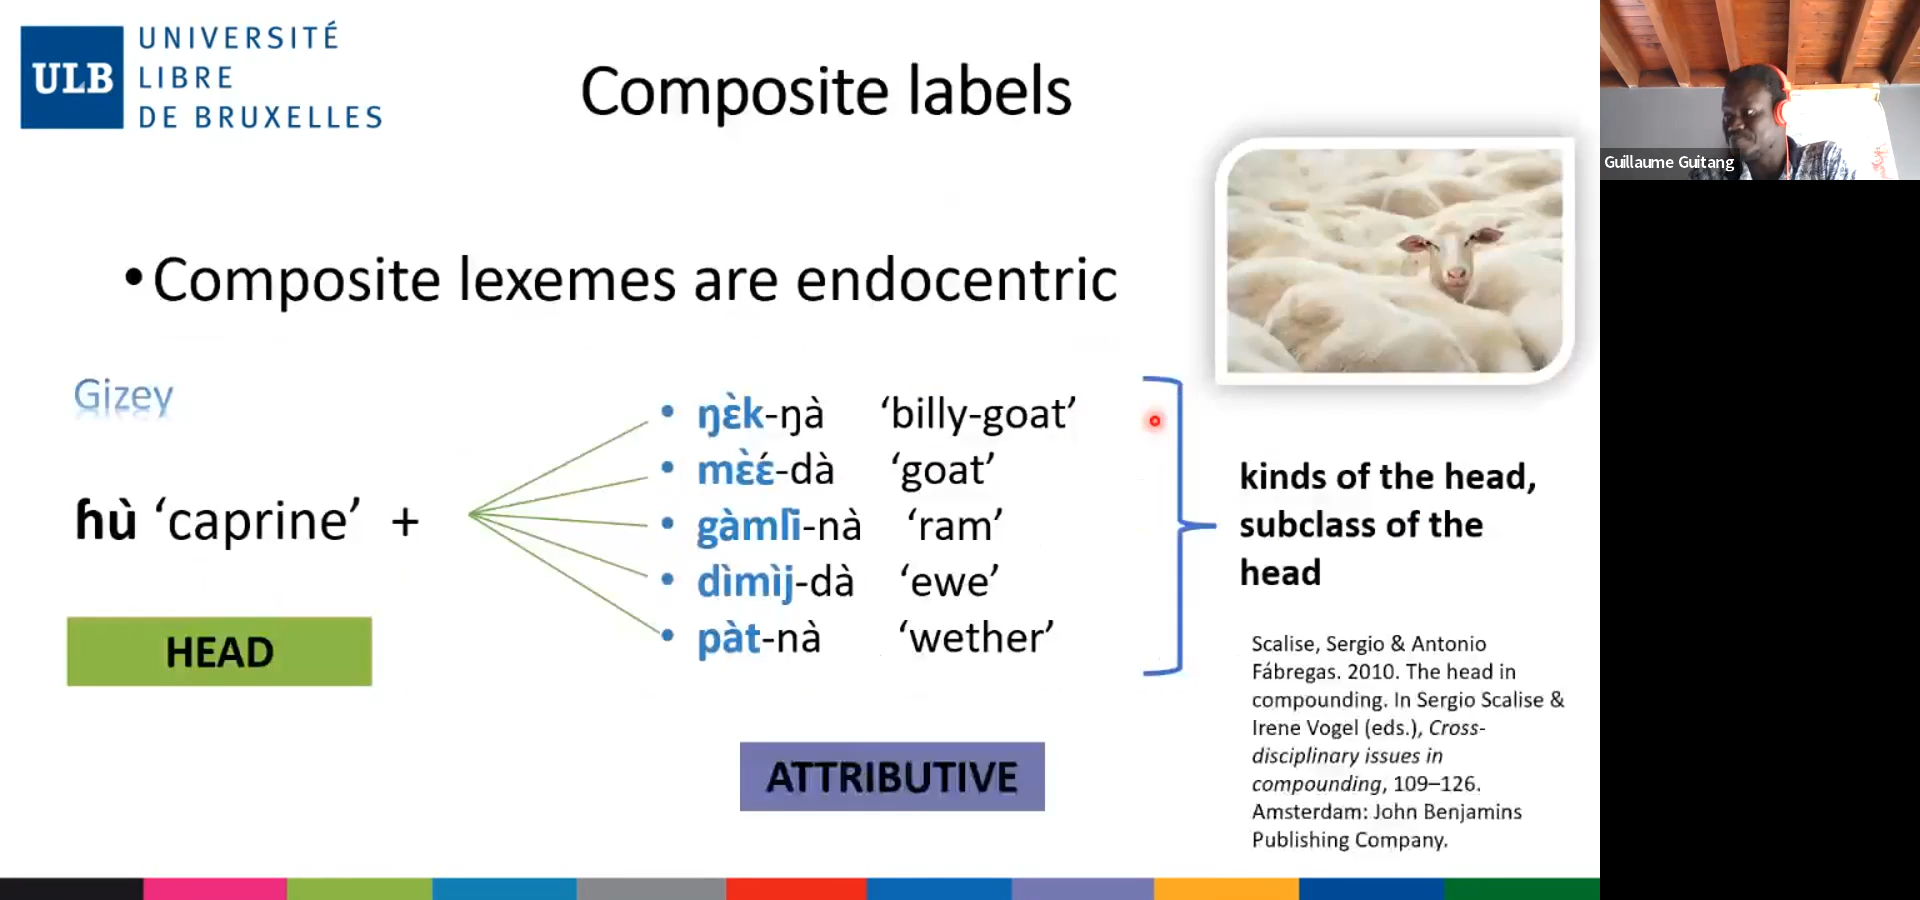 ULB
UNIVERSITÉ
LIBRE
DE BRUXELLES
Composite labels
Guillaume Guitang
• Composite lexemes are endocentric
Gizey
ɦù ‘caprine’ +
HEAD
• ŋɛ̀k-ŋà ‘billy-goat’
• mɛ̀ɛ́-dà ‘goat’
• gàmlĩ̀-nà ‘ram’
• dìmìj-dà ‘ewe’
• pàt-nà ‘wether’
ATTRIBUTIVE
kinds of the head,
subclass of the
head
Scalise, Sergio & Antonio
Fábregas. 2010. The head in
compounding. In Sergio Scalise &
Irene Vogel (eds.), Cross-
disciplinary issues in
compounding, 109–126.
Amsterdam: John Benjamins
Publishing Company.